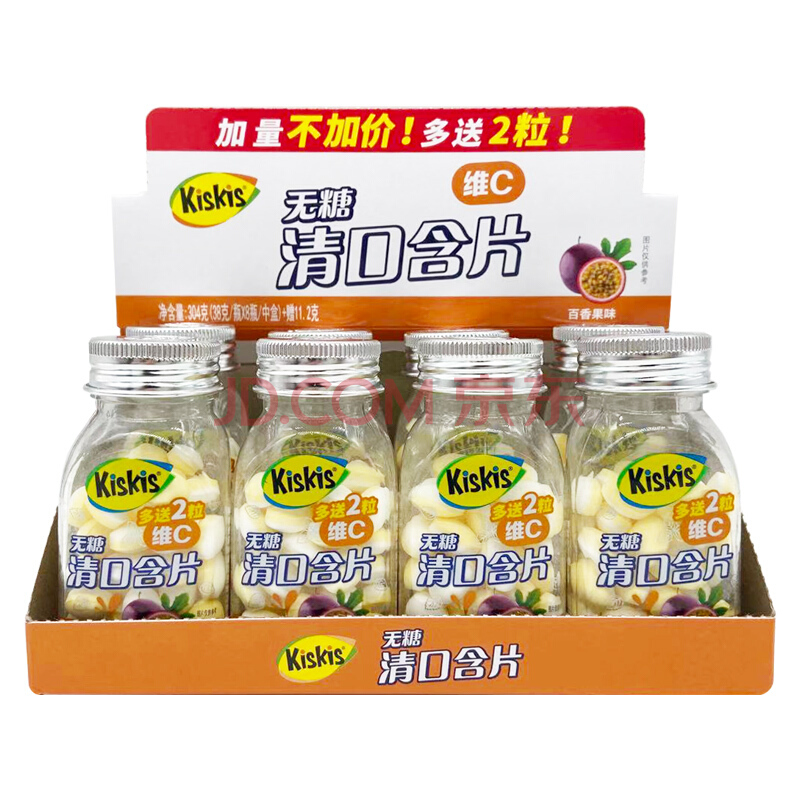 加量不加价！多送2粒！
Kiskis
®
维C
无糖
清口含片
图片仅供参考
百香果味
净含量:304克(38克/瓶X8瓶/中盒)+赠11.2克
JD.COM 京东
Kiskis
多送2粒
维C
无糖
清口含片
Kiskis
多送2粒
维C
无糖
清口含片
Kiskis
多送2粒
维C
无糖
清口含片
Kiskis
多送2粒
维C
无糖
清口含片
Kiskis
无糖
清口含片